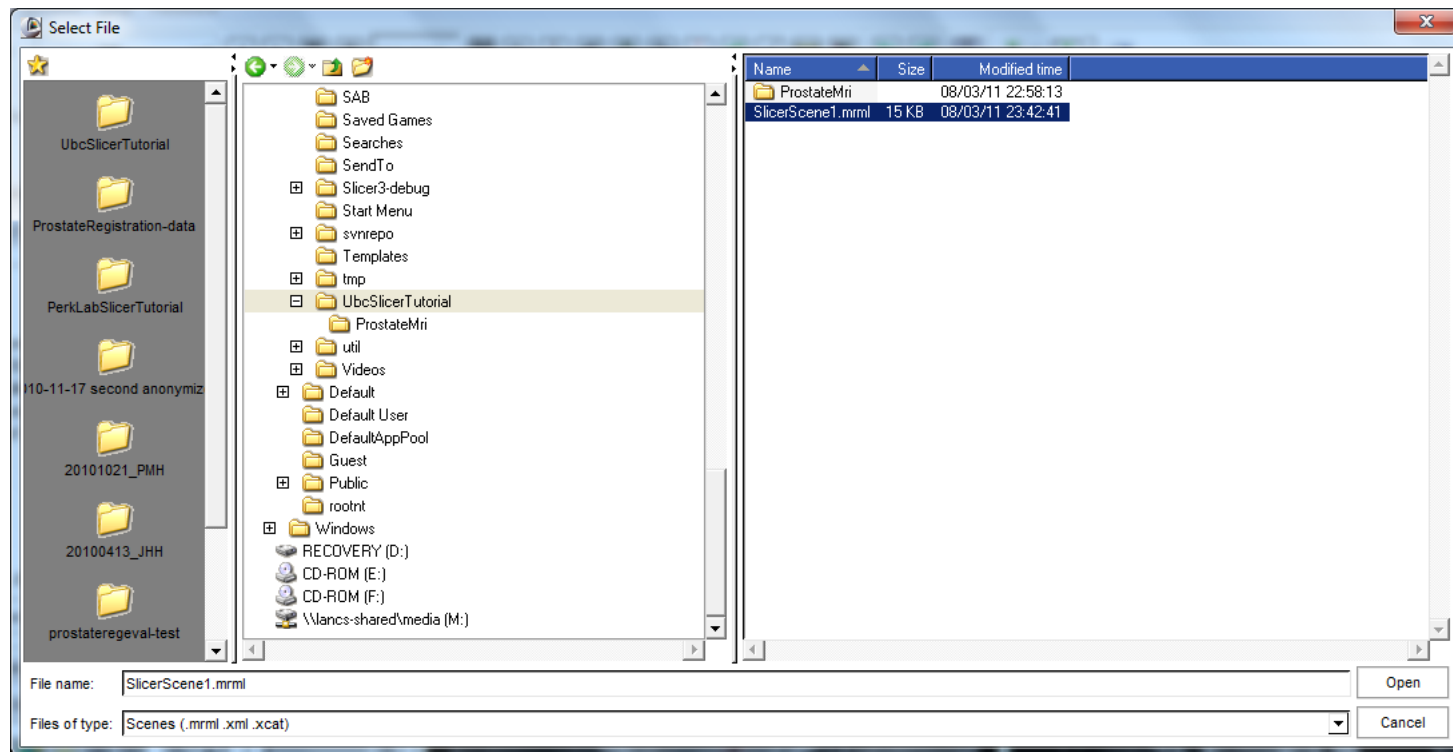 Select File
UbcSlicerTutorial
ProstateRegistration-data
PerkLabSlicerTutorial
10-11-17 second anonymiz
20101021_PMH
20100413_JHH
prostateregeval-test
SAB
Saved Games
Searches
SendTo
Slicer3-debug
Start Menu
svnrepo
Templates
tmp
UbcSlicerTutorial
ProstateMri
util
Videos
Default
Default User
DefaultAppPool
Guest
Public
rootnt
Windows
RECOVERY (D:)
CD-ROM (E:)
CD-ROM (F:)
\\lancs-shared\media (M:)
Name Size Modified time
ProstateMri 08/03/11 22:58:13
SlicerScene1.mrml 15 KB 08/03/11 23:42:41
File name: SlicerScene1.mrml Open
Files of type: Scenes (.mrml .xml .xcat) Cancel